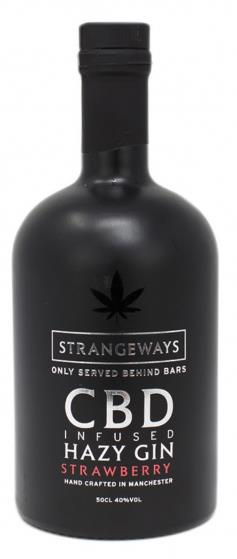 STRANGEWAYS
ONLY SERVED BEHIND BARS
CBD
INFUSED
HAZY GIN
STRAWBERRY
HAND CRAFTED IN MANCHESTER
50CL 40%VOL